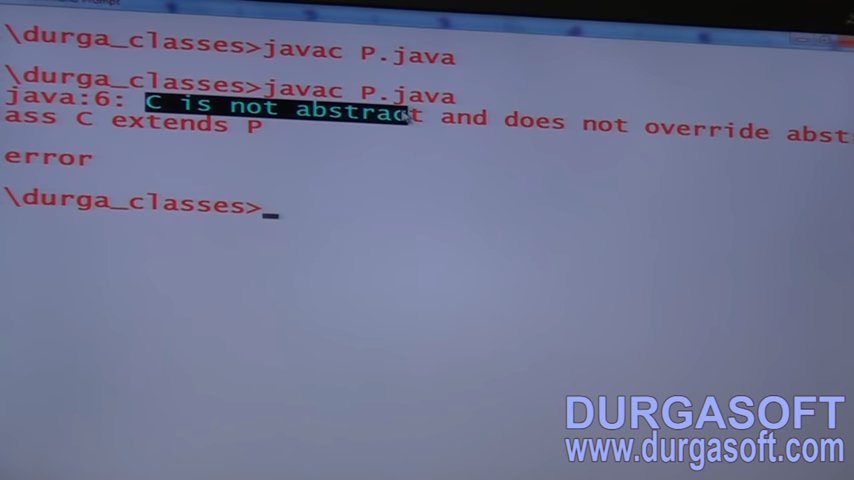 \durga_classes>javac P.java
\durga_classes>javac P.java
java:6: C is not abstract and does not override abst
ass C extends P
error
\durga_classes>_
DURGASOFT
www.durgasoft.com